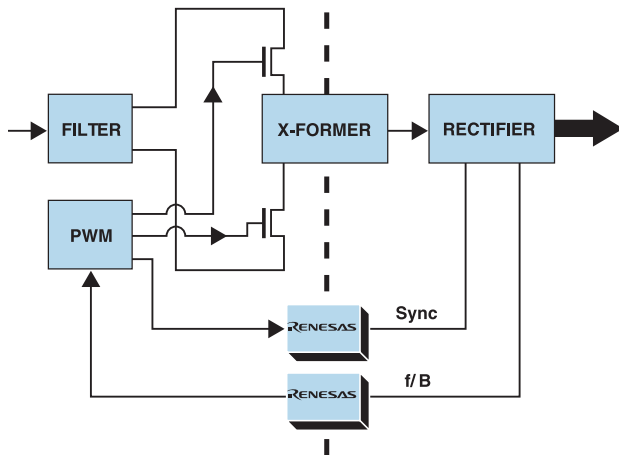 FILTER
X-FORMER
RECTIFIER
PWM
RENESAS
Sync
RENESAS
f/B